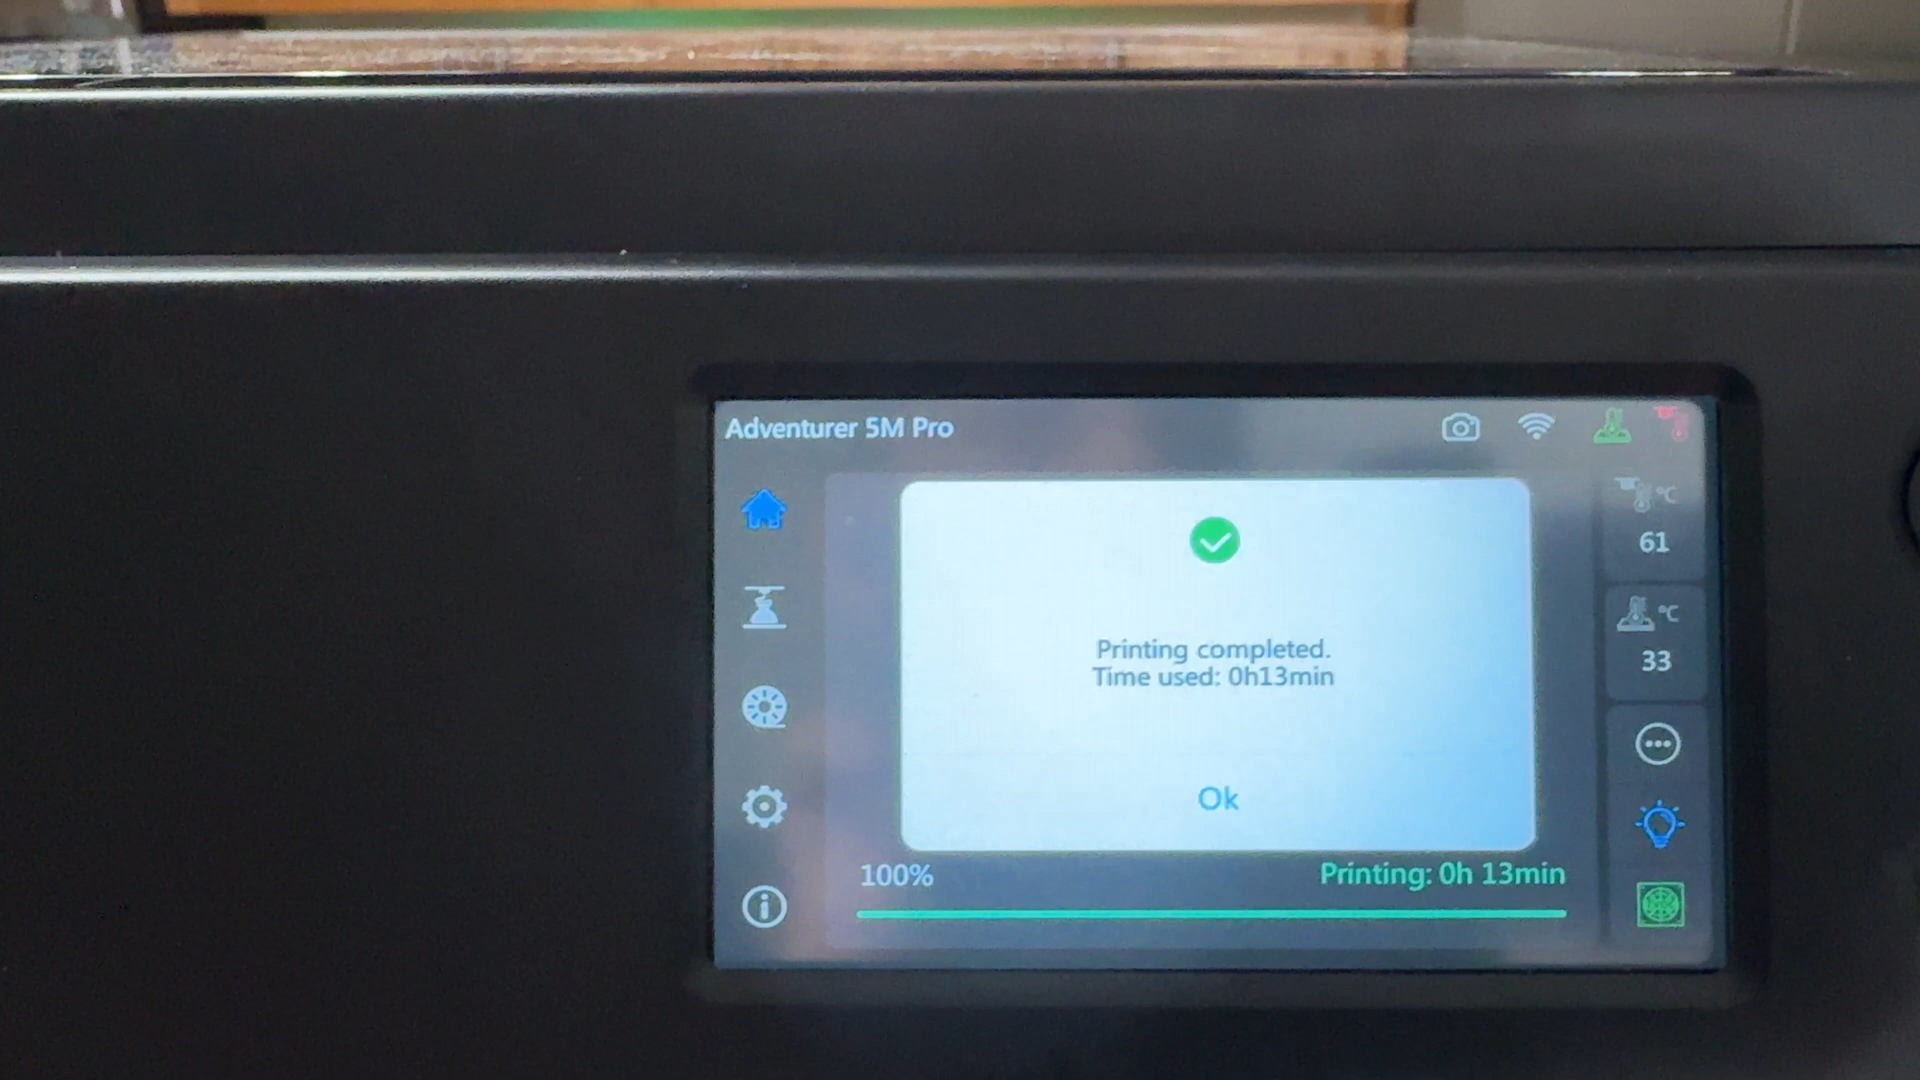 Adventurer 5M Pro
°C
61
Printing completed.
Time used: 0h13min
°C
33
Ok
100%
Printing: 0h 13min